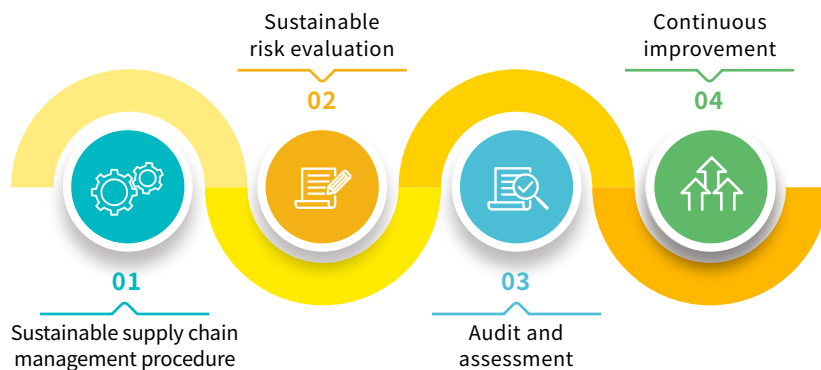 01
Sustainable supply chain
management procedure
Sustainable
risk evaluation
02
03
Audit and
assessment
Continuous
improvement
04